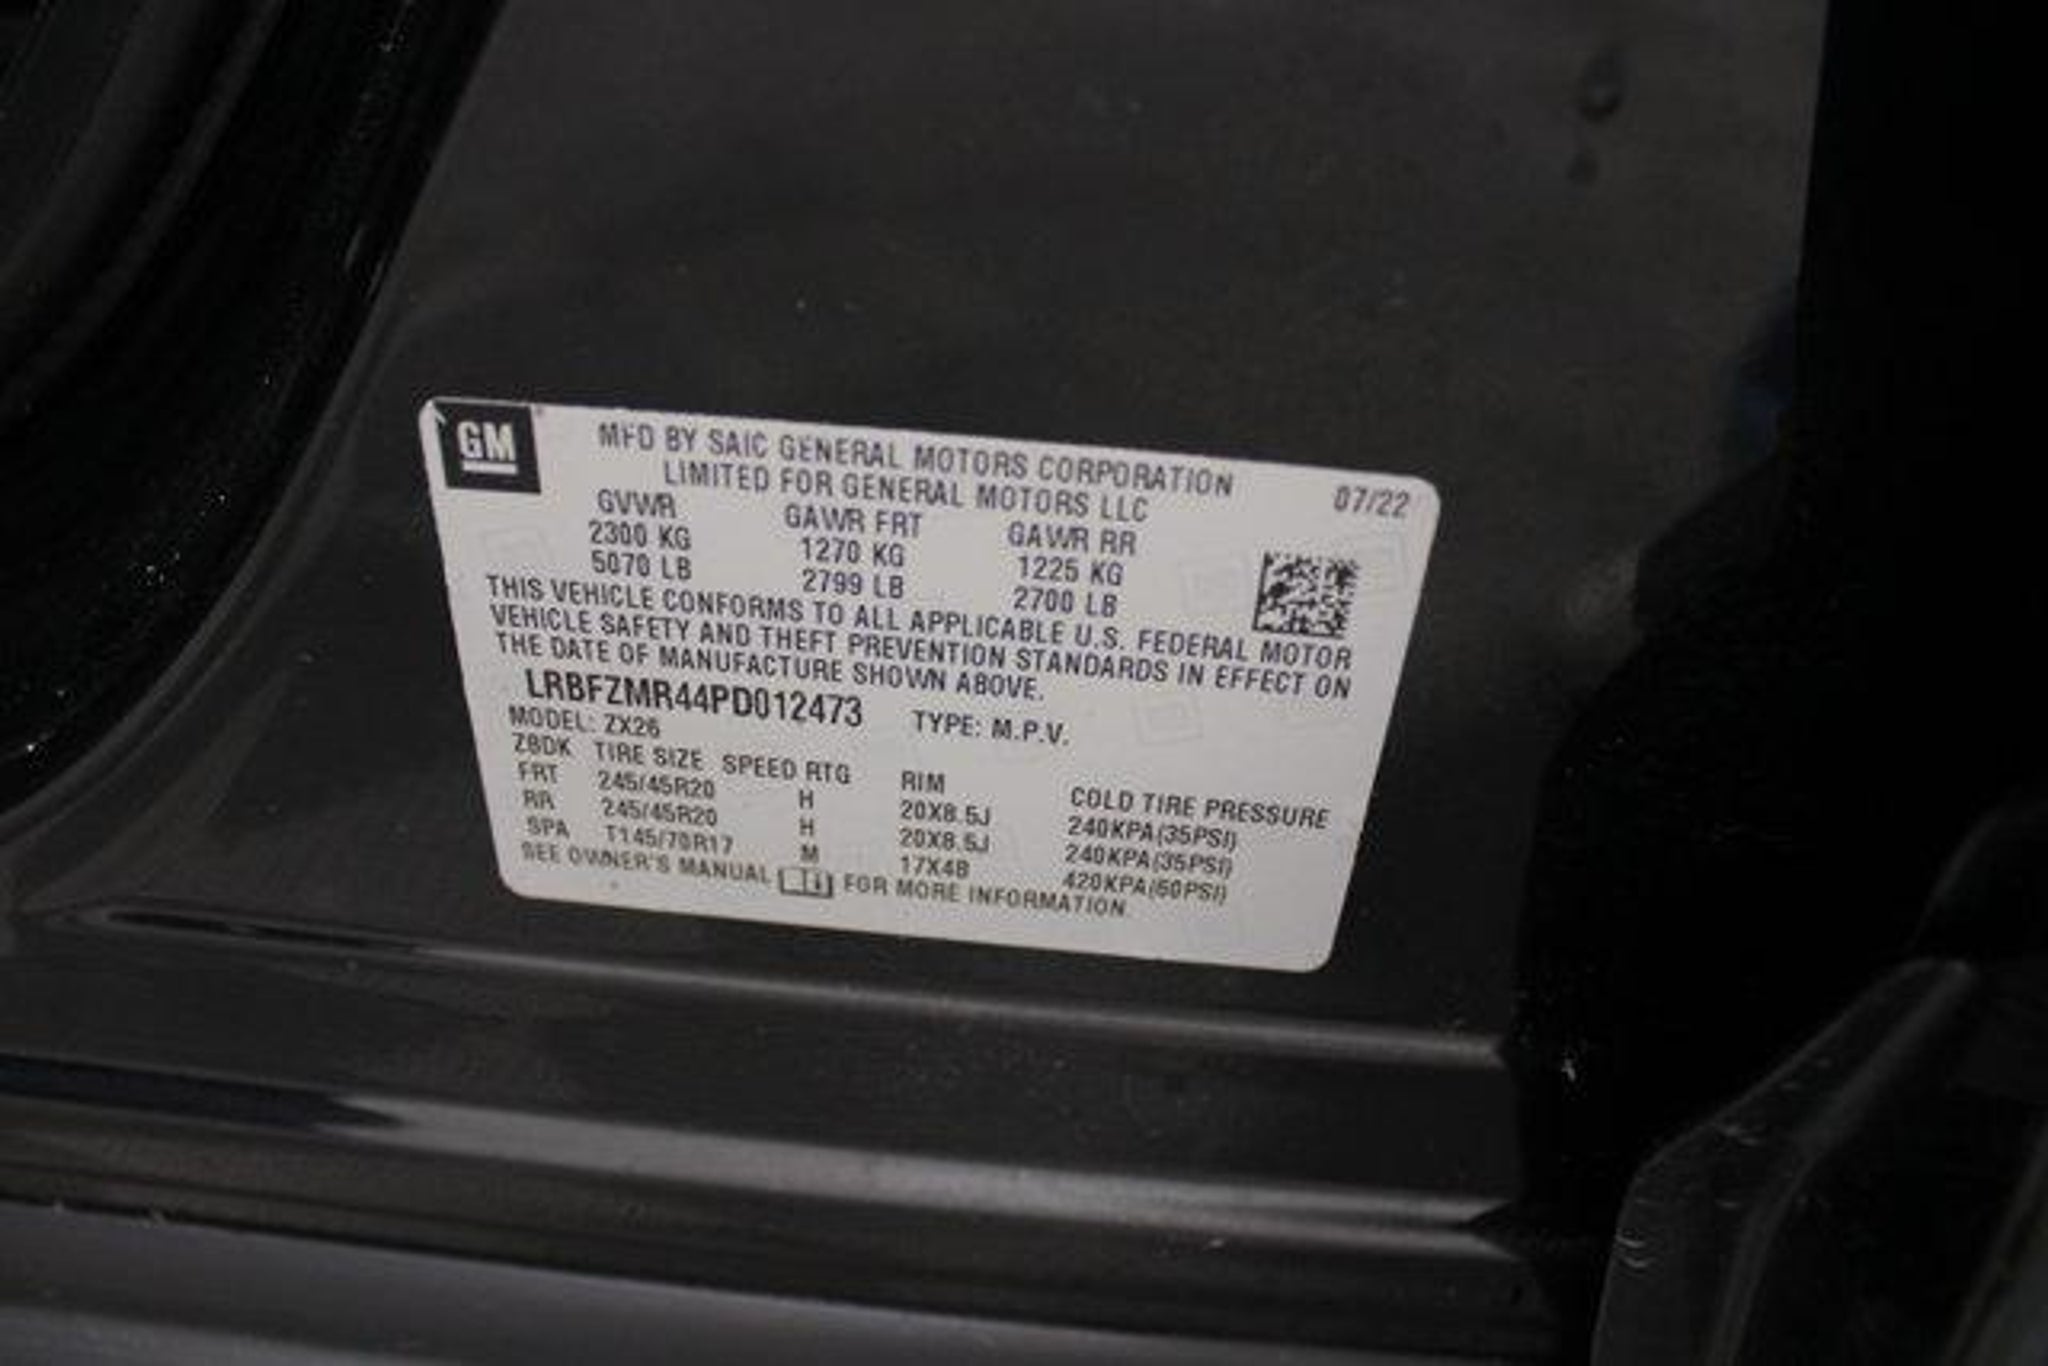 GM
MFD BY SAIC GENERAL MOTORS CORPORATION
LIMITED FOR GENERAL MOTORS LLC
07/22
GVWR GAWR FRT GAWR RR
2300 KG 1270 KG 1225 KG
5070 LB 2799 LB 2700 LB
THIS VEHICLE CONFORMS TO ALL APPLICABLE U.S. FEDERAL MOTOR
VEHICLE SAFETY AND THEFT PREVENTION STANDARDS IN EFFECT ON
THE DATE OF MANUFACTURE SHOWN ABOVE.
LRBFZMR44PD012473 TYPE: M.P.V.
MODEL: ZX26
ZBDK TIRE SIZE SPEED RTG RIM COLD TIRE PRESSURE
FRT 245/45R20 H 20X8.5J 240KPA(35PSI)
RR 245/45R20 H 20X8.5J 240KPA(35PSI)
SPA T145/70R17 M 17X4B 420KPA(60PSI)
SEE OWNER'S MANUAL FOR MORE INFORMATION